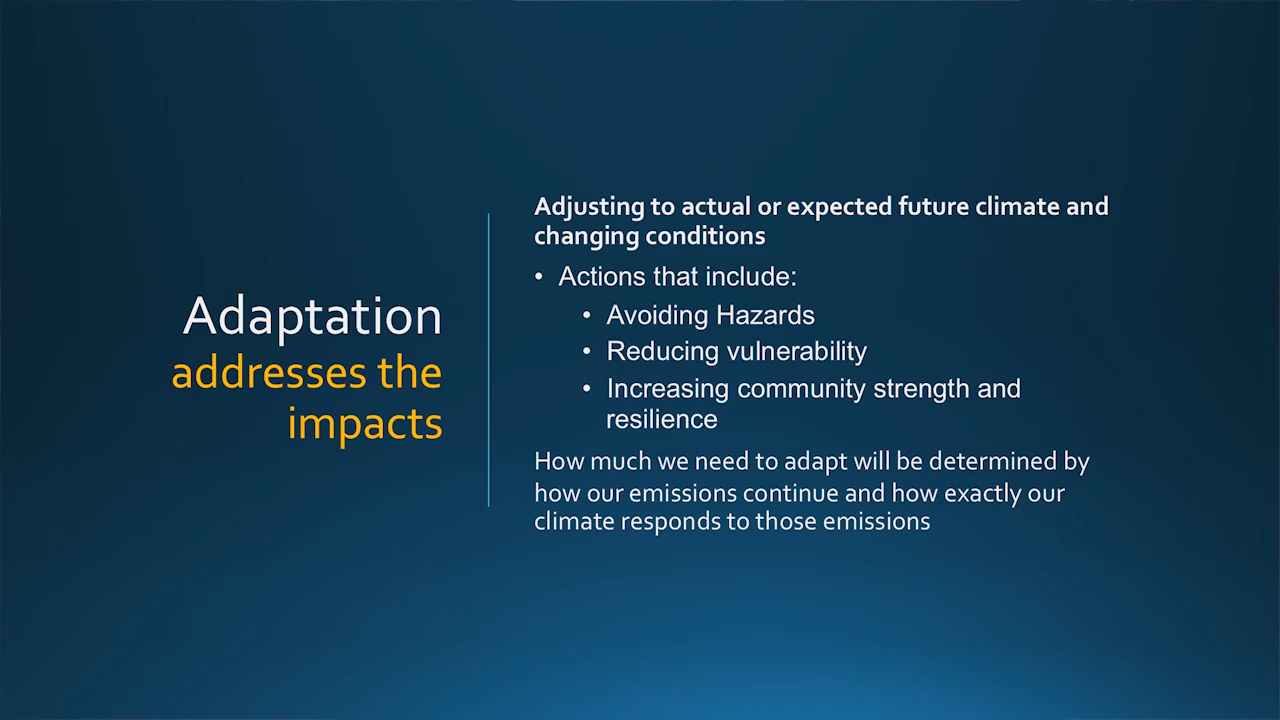 Adaptation
addresses the
impacts
Adjusting to actual or expected future climate and
changing conditions
• Actions that include:
• Avoiding Hazards
• Reducing vulnerability
• Increasing community strength and
resilience
How much we need to adapt will be determined by
how our emissions continue and how exactly our
climate responds to those emissions